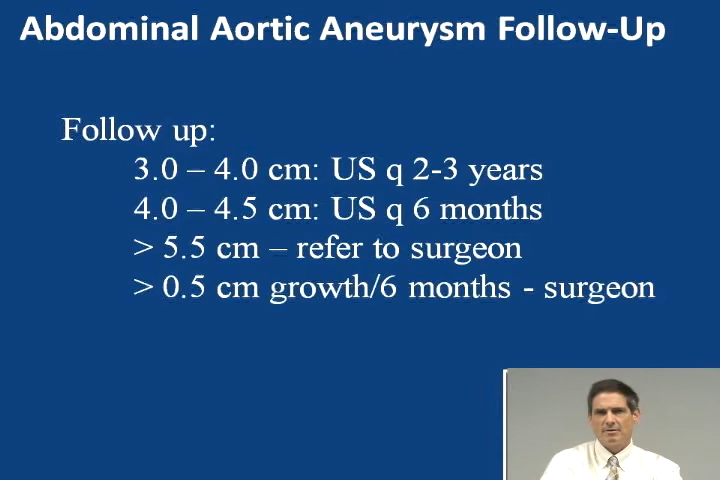 Abdominal Aortic Aneurysm Follow-Up
Follow up:
3.0 – 4.0 cm: US q 2-3 years
4.0 – 4.5 cm: US q 6 months
> 5.5 cm – refer to surgeon
> 0.5 cm growth/6 months - surgeon